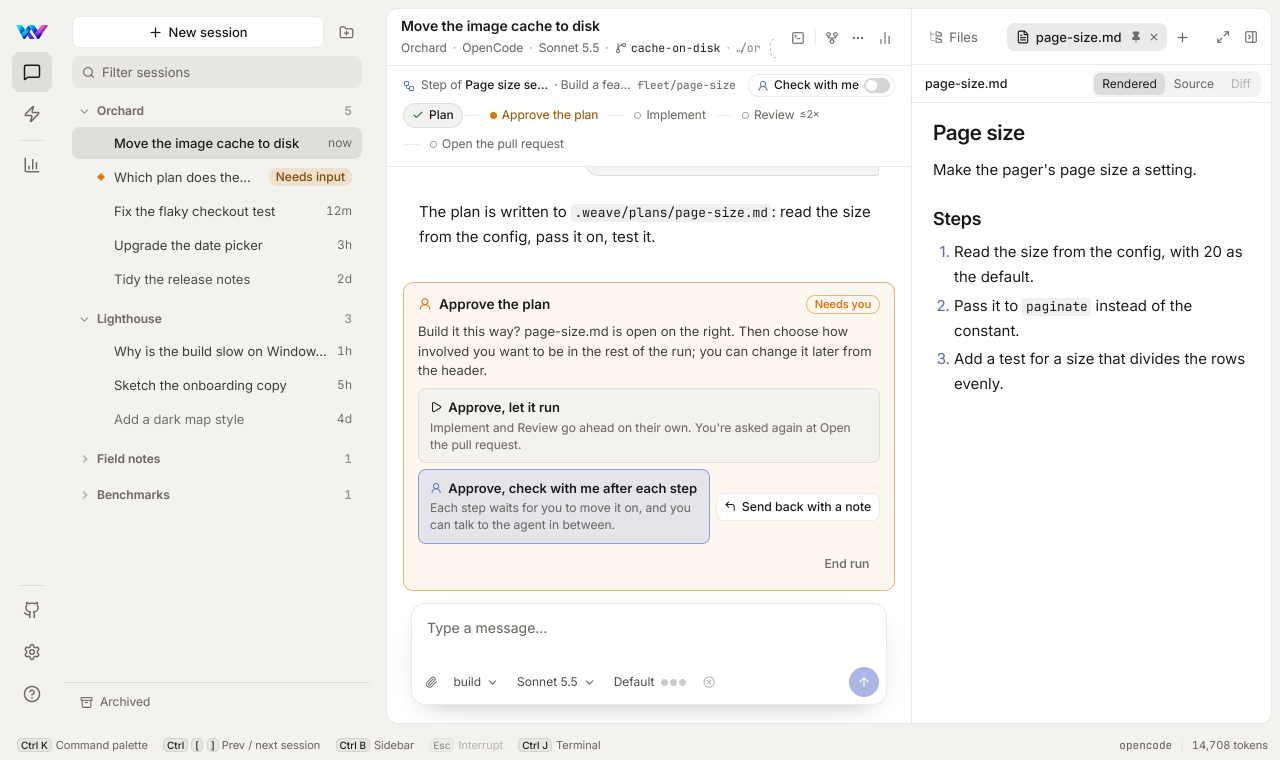 New session
Filter sessions
Orchard 5
Move the image cache to disk now
Which plan does the... Needs input
Fix the flaky checkout test 12m
Upgrade the date picker 3h
Tidy the release notes 2d
Lighthouse 3
Why is the build slow on Window... 1h
Sketch the onboarding copy 5h
Add a dark map style 4d
Field notes 1
Benchmarks 1
Archived
Move the image cache to disk
Orchard · OpenCode · Sonnet 5.5 · cache-on-disk · …/or
Step of Page size se... · Build a fea... fleet/page-size Check with me
Plan Approve the plan Implement Review ≤2×
Open the pull request
The plan is written to .weave/plans/page-size.md: read the size
from the config, pass it on, test it.
Approve the plan Needs you
Build it this way? page-size.md is open on the right. Then choose how
involved you want to be in the rest of the run; you can change it later from
the header.
Approve, let it run
Implement and Review go ahead on their own. You're asked again at Open
the pull request.
Approve, check with me after each step
Each step waits for you to move it on, and you
can talk to the agent in between.
Send back with a note
End run
Type a message...
build Sonnet 5.5 Default
Files page-size.md
page-size.md Rendered Source Diff
Page size
Make the pager's page size a setting.
Steps
1. Read the size from the config, with 20 as
the default.
2. Pass it to paginate instead of the
constant.
3. Add a test for a size that divides the rows
evenly.
Ctrl K Command palette · Ctrl [ ] Prev / next session · Ctrl B Sidebar · Esc Interrupt · Ctrl J Terminal
opencode 14,708 tokens